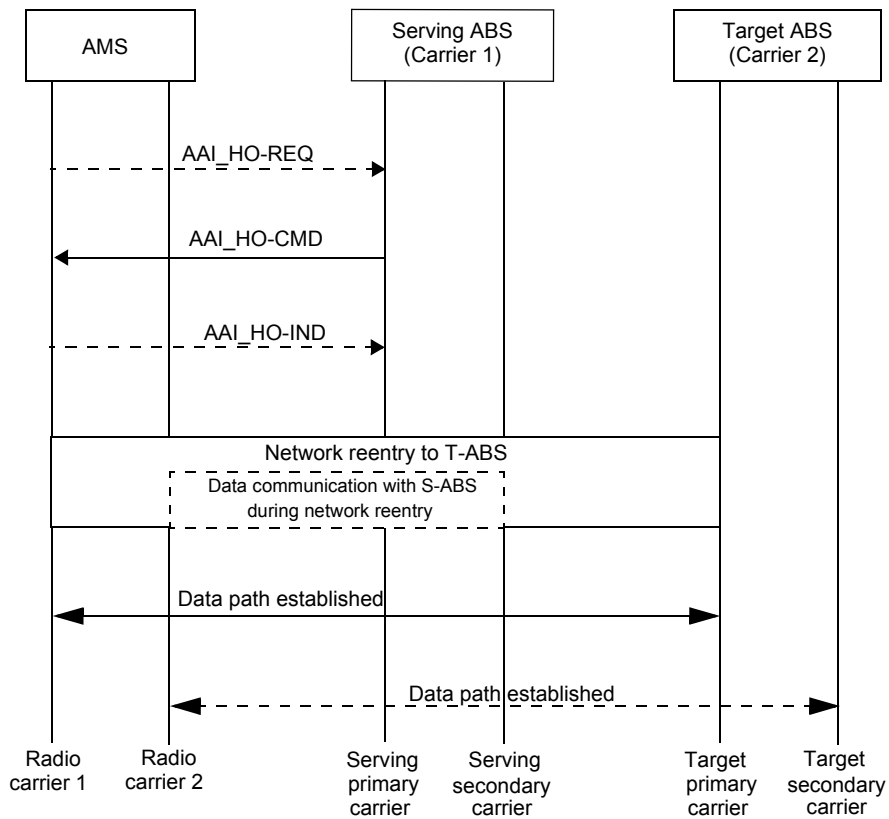 AMS
Serving ABS
(Carrier 1)
Target ABS
(Carrier 2)
AAI_HO-REQ
AAI_HO-CMD
AAI_HO-IND
Network reentry to T-ABS
Data communication with S-ABS
during network reentry
Data path established
Data path established
Radio
carrier 1
Radio
carrier 2
Serving
primary
carrier
Serving
secondary
carrier
Target
primary
carrier
Target
secondary
carrier